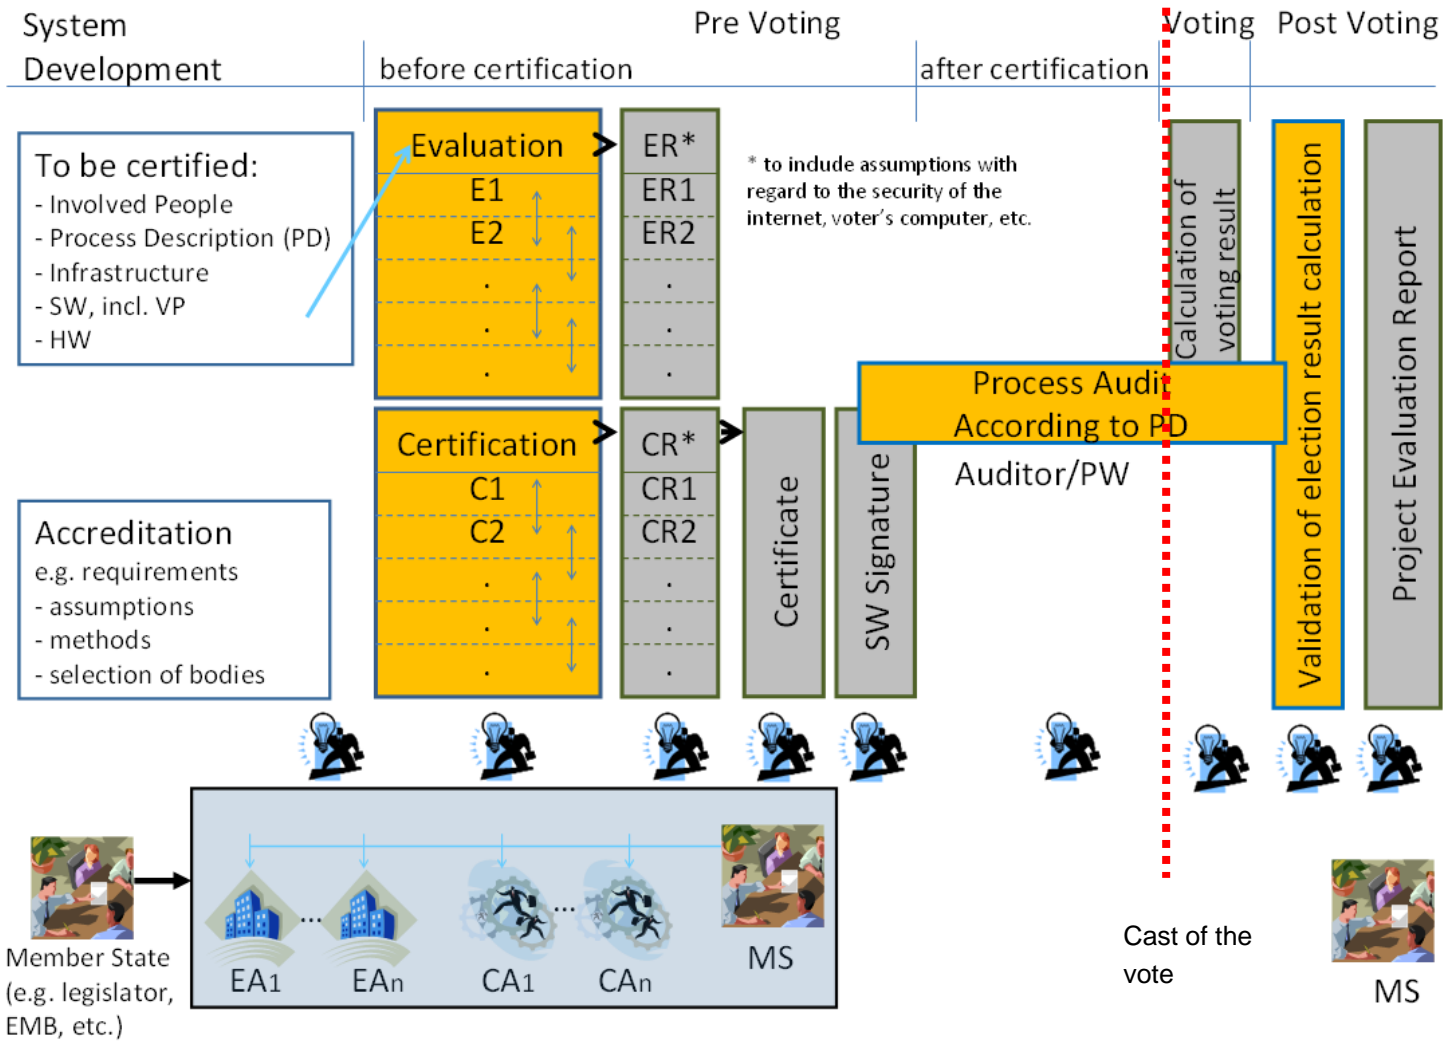 System
Development
Pre Voting
Voting
Post Voting
before certification
after certification
To be certified:
- Involved People
- Process Description (PD)
- Infrastructure
- SW, incl. VP
- HW
Evaluation
E1
E2
.
.
.
ER*
ER1
ER2
.
.
.
* to include assumptions with
regard to the security of the
internet, voter's computer, etc.
Calculation of
voting result
Validation of election result calculation
Project Evaluation Report
Process Audit
According to PD
Auditor/PW
Accreditation
e.g. requirements
- assumptions
- methods
- selection of bodies
Certification
C1
C2
.
.
.
CR*
CR1
CR2
.
.
.
Certificate
SW Signature
Member State
(e.g. legislator,
EMB, etc.)
EA1
...
EAn
CA1
...
CAn
MS
Cast of the
vote
MS